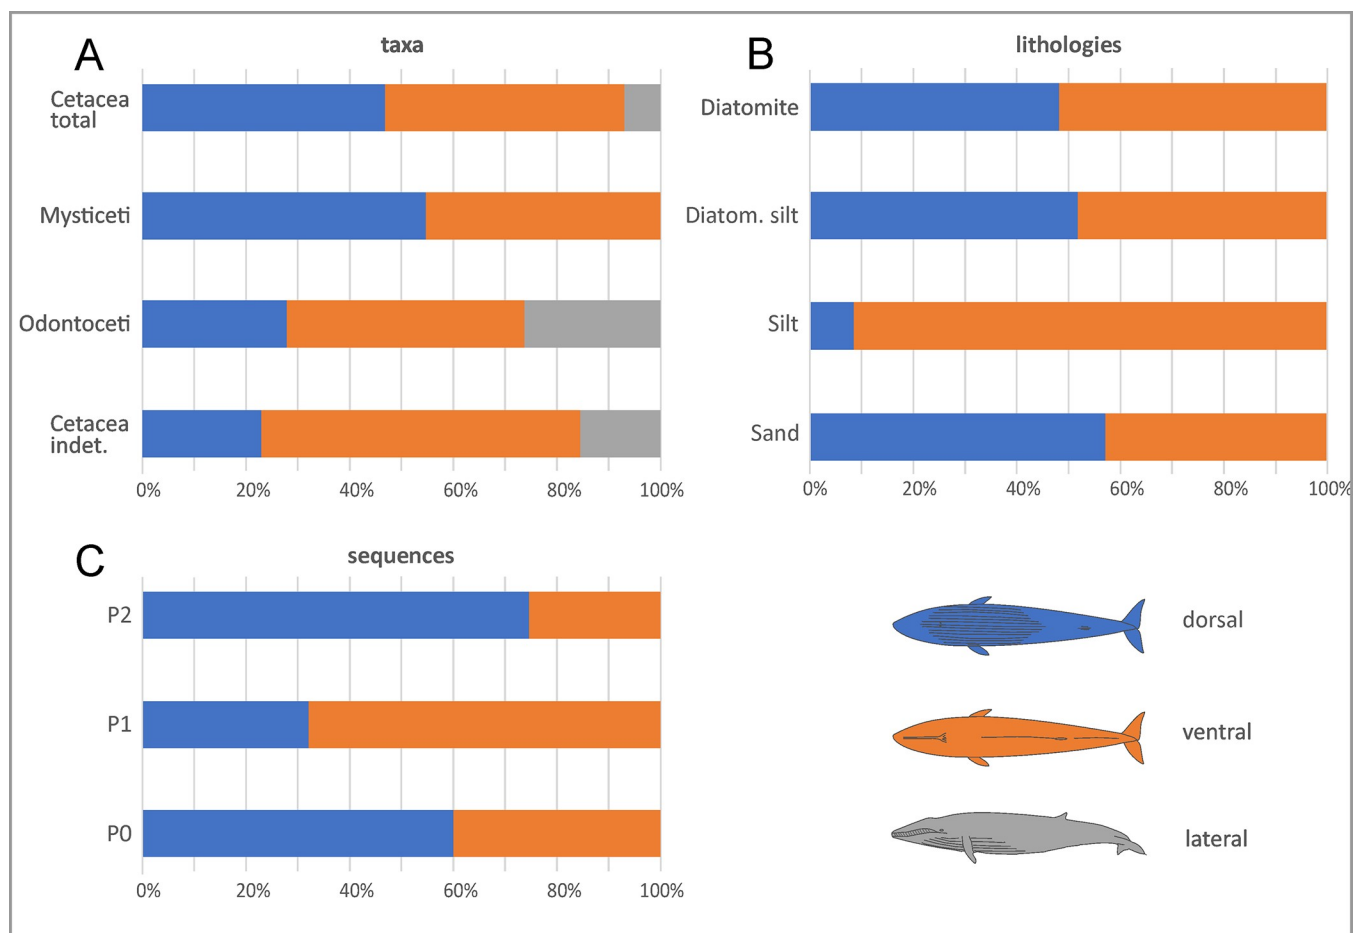 A
taxa
Cetacea
total
Mysticeti
Odontoceti
Cetacea
indet.
0% 20% 40% 60% 80% 100%
B
lithologies
Diatomite
Diatom. silt
Silt
Sand
0% 20% 40% 60% 80% 100%
C
sequences
P2
P1
P0
0% 20% 40% 60% 80% 100%
dorsal
ventral
lateral